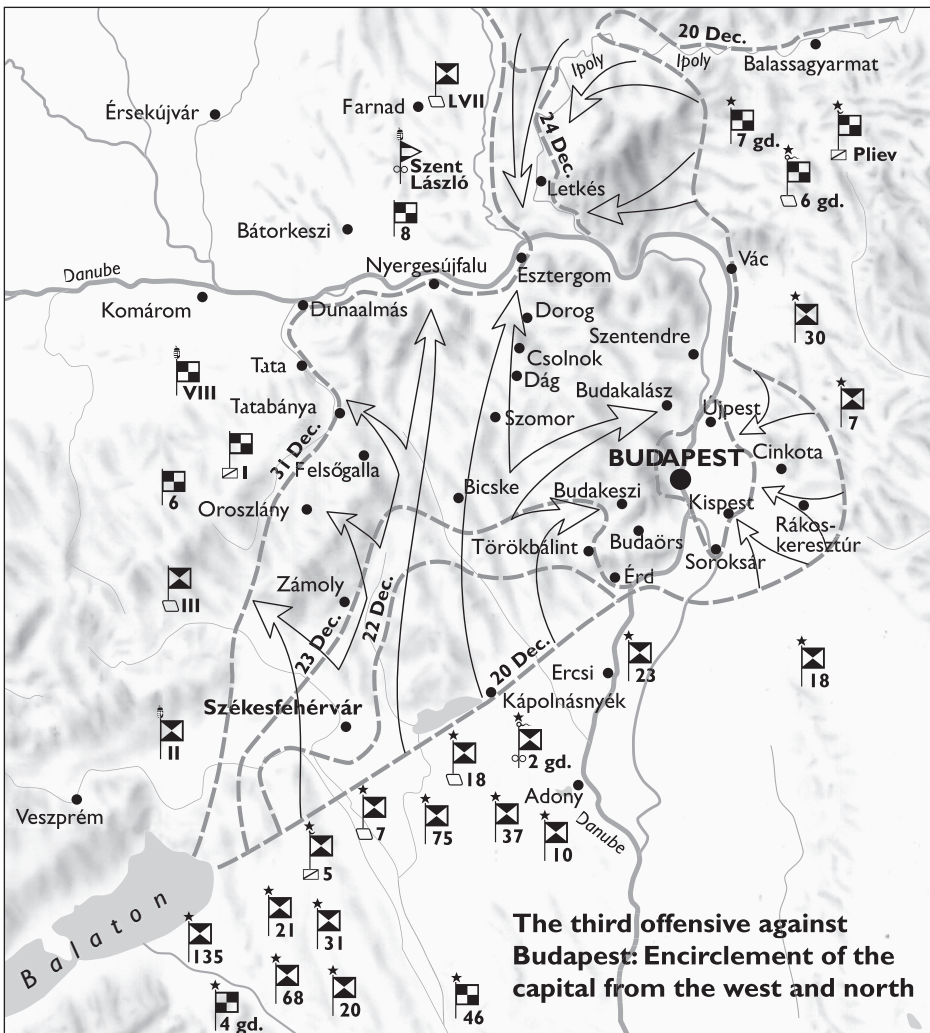 20 Dec.
Balassagyarmat
Ipoly
Ipoly
LVII
Farnad
Érsekújvár
24 Dec.
7 gd.
Pliev
Szent
László
6 gd.
Letkés
8
Bátorkeszi
Vác
Danube
Nyergesújfalu
Esztergom
Komárom
Dunaalmás
Dorog
30
Szentendre
Tata
Csolnok
VIII
Dág
Budakalász
7
Tatabánya
Szomor
Újpest
31 Dec.
BUDAPEST
Cinkota
1
Felsőgalla
6
Bicske
Budakeszi
Kispest
Oroszlány
Rákos-
keresztúr
Törökbálint
Budaörs
Soroksár
III
Zámoly
Érd
22 Dec.
23 Dec.
20 Dec.
23
18
Ercsi
Kápolnásnyék
Székesfehérvár
II
18
2 gd.
Veszprém
Adony
7
75
37
10
Danube
5
Balaton
21
31
135
68
20
46
4 gd.
The third offensive against
Budapest: Encirclement of the
capital from the west and north